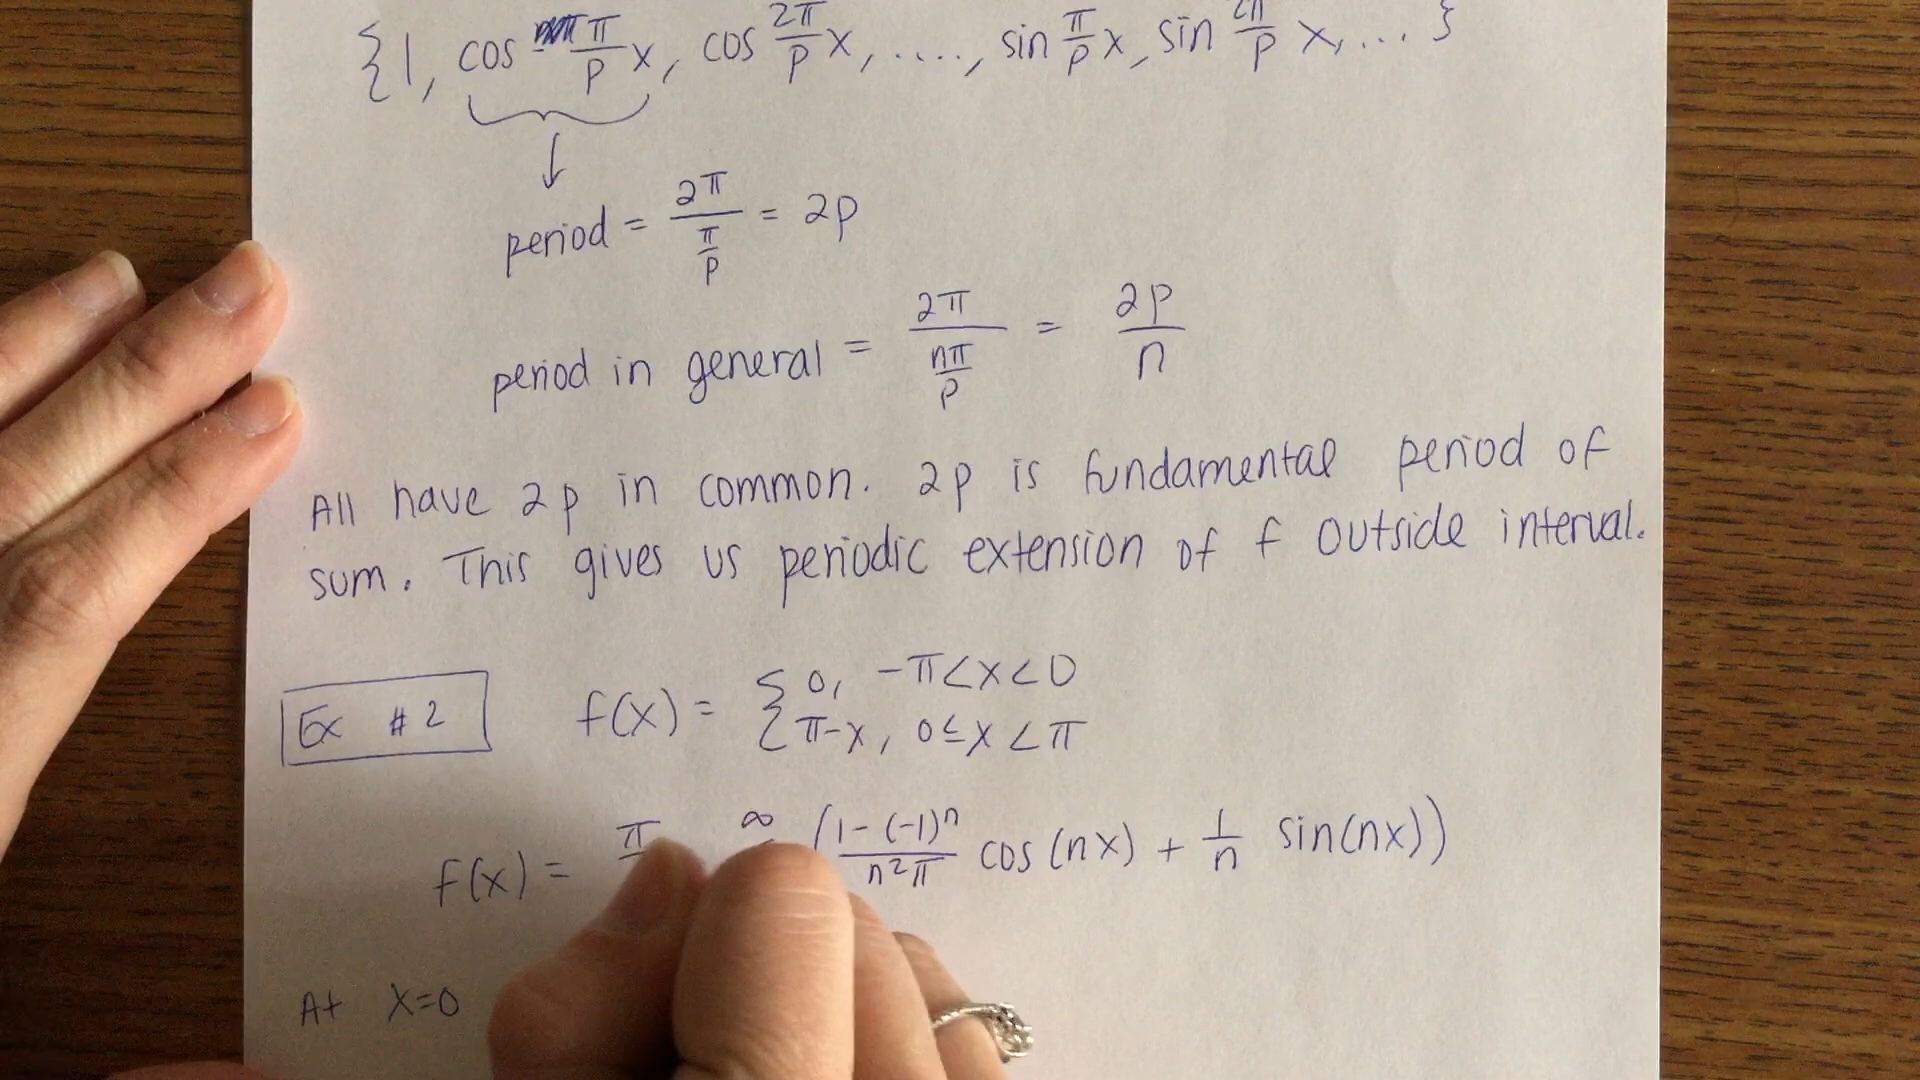 {1, cos π/p x, cos 2π/p x, ...., sin π/p x, sin 2π/p x, ... }
period = 2π/(π/p) = 2p
period in general = 2π/(nπ/p) = 2p/n
All have 2p in common. 2p is fundamental period of
sum. This gives us periodic extension of f outside interval.
Ex #2 f(x) = { 0, -π<x<0
π-x, 0≤x<π
f(x) = π ∞ (1-(-1)^n/n²π cos(nx) + 1/n sin(nx))
At x=0